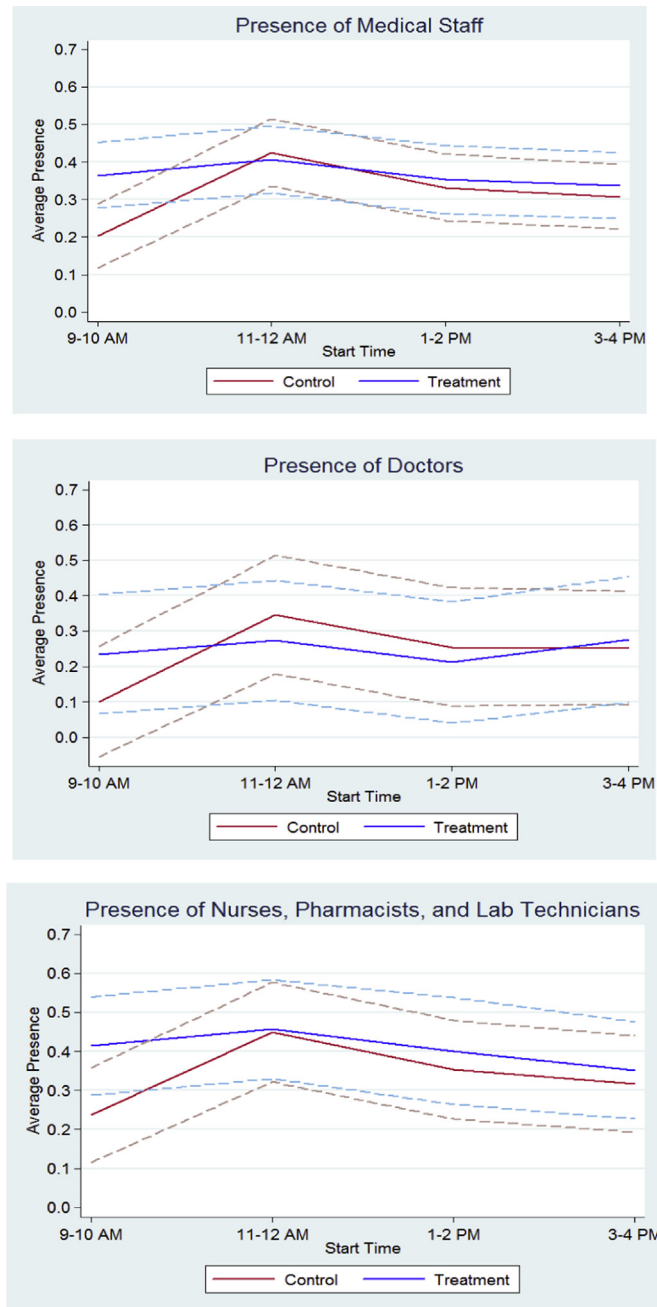 Presence of Medical Staff
0.7
0.6
0.5
0.4
0.3
0.2
0.1
0.0
Average Presence
9-10 AM 11-12 AM 1-2 PM 3-4 PM
Start Time
Control Treatment
Presence of Doctors
0.7
0.6
0.5
0.4
0.3
0.2
0.1
0.0
Average Presence
9-10 AM 11-12 AM 1-2 PM 3-4 PM
Start Time
Control Treatment
Presence of Nurses, Pharmacists, and Lab Technicians
0.7
0.6
0.5
0.4
0.3
0.2
0.1
0.0
Average Presence
9-10 AM 11-12 AM 1-2 PM 3-4 PM
Start Time
Control Treatment